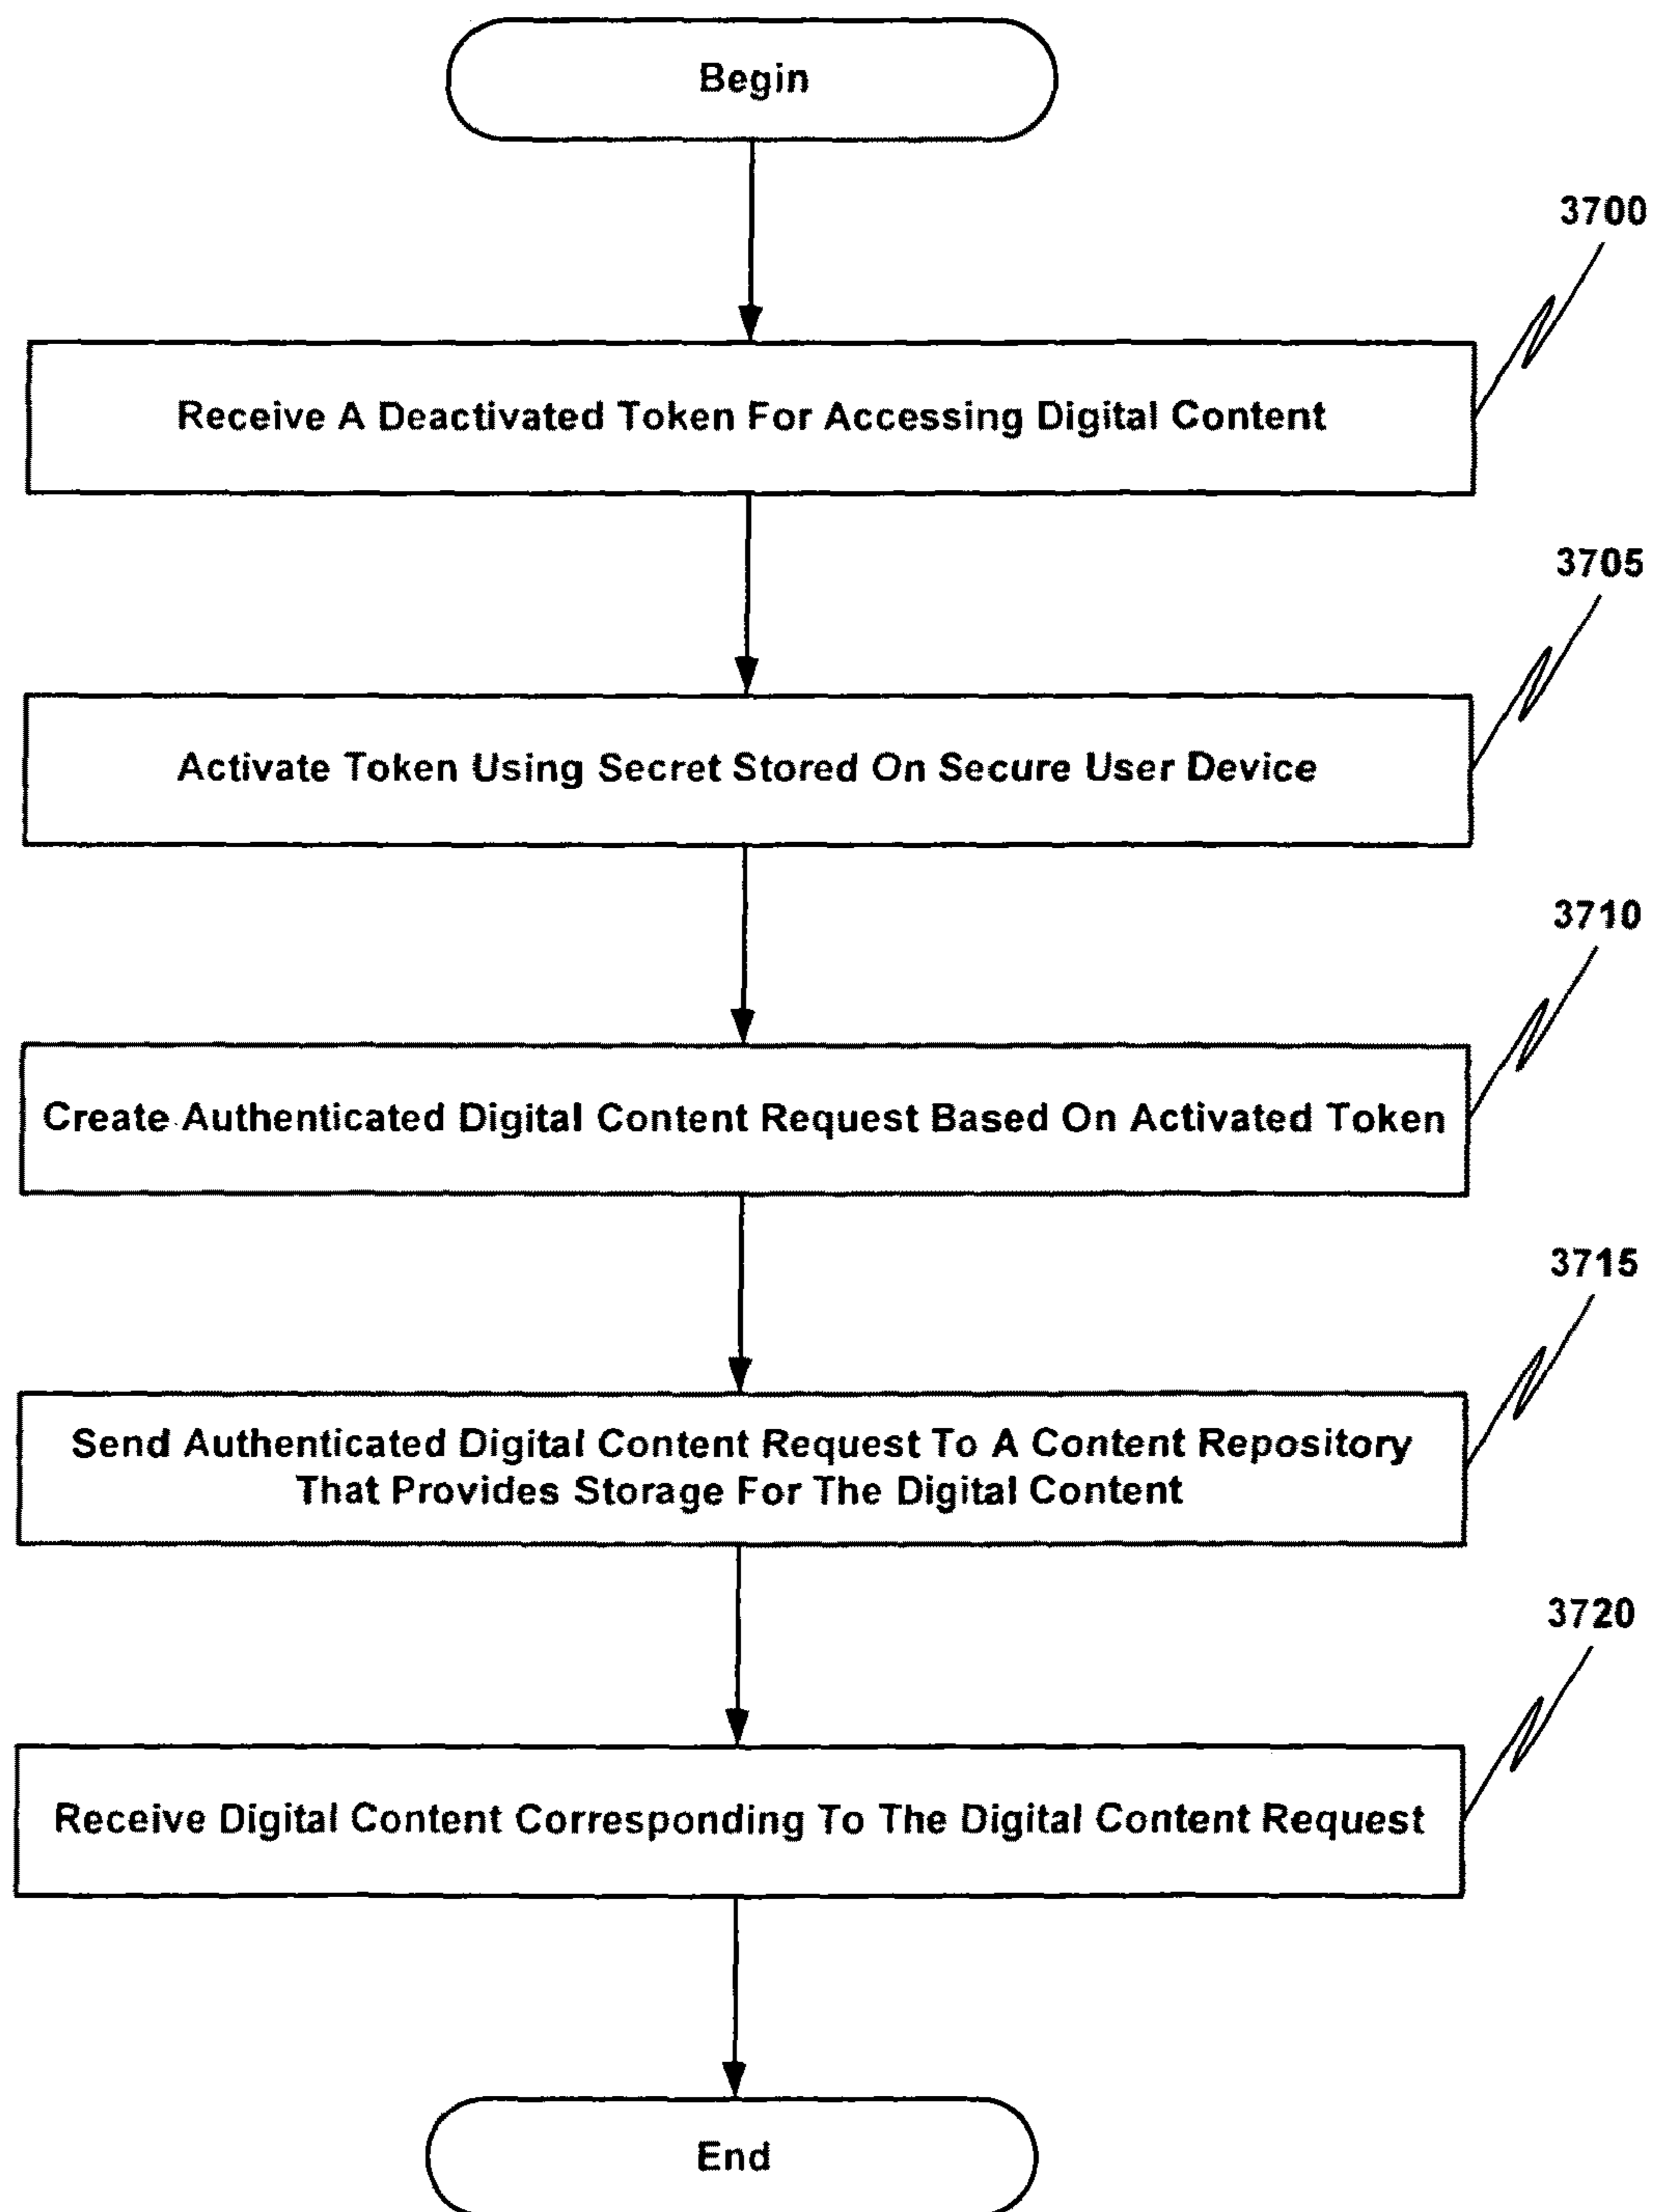 Begin
3700
Receive A Deactivated Token For Accessing Digital Content
3705
Activate Token Using Secret Stored On Secure User Device
3710
Create Authenticated Digital Content Request Based On Activated Token
3715
Send Authenticated Digital Content Request To A Content Repository
That Provides Storage For The Digital Content
3720
Receive Digital Content Corresponding To The Digital Content Request
End